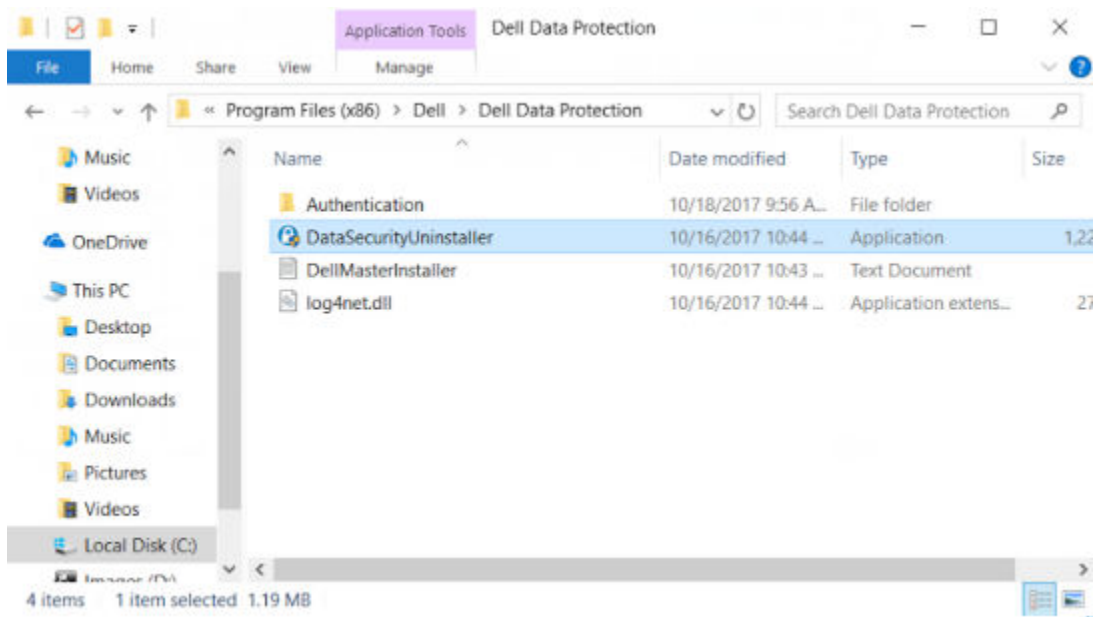 Application Tools Dell Data Protection
File Home Share View Manage
« Program Files (x86) > Dell > Dell Data Protection Search Dell Data Protection
Name Date modified Type Size
Music
Videos
OneDrive
This PC
Desktop
Documents
Downloads
Music
Pictures
Videos
Local Disk (C:)
Images (D:)
Authentication 10/18/2017 9:56 A... File folder
DataSecurityUninstaller 10/16/2017 10:44 ... Application 1,22
DellMasterInstaller 10/16/2017 10:43 ... Text Document
log4net.dll 10/16/2017 10:44 ... Application extens... 27
4 items 1 item selected 1.19 MB